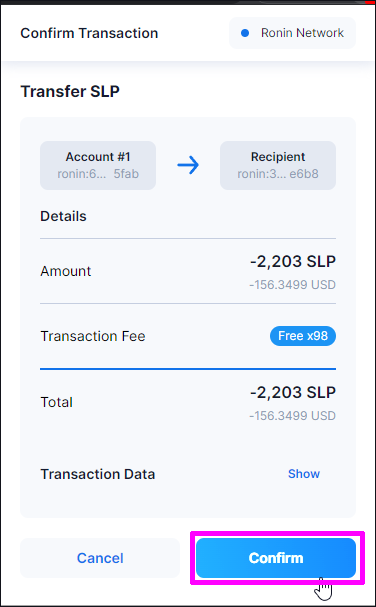 Confirm Transaction
Ronin Network
Transfer SLP
Account #1
ronin:6... 5fab
Recipient
ronin:3... e6b8
Details
Amount
-2,203 SLP
-156.3499 USD
Transaction Fee
Free x98
Total
-2,203 SLP
-156.3499 USD
Transaction Data
Show
Cancel
Confirm